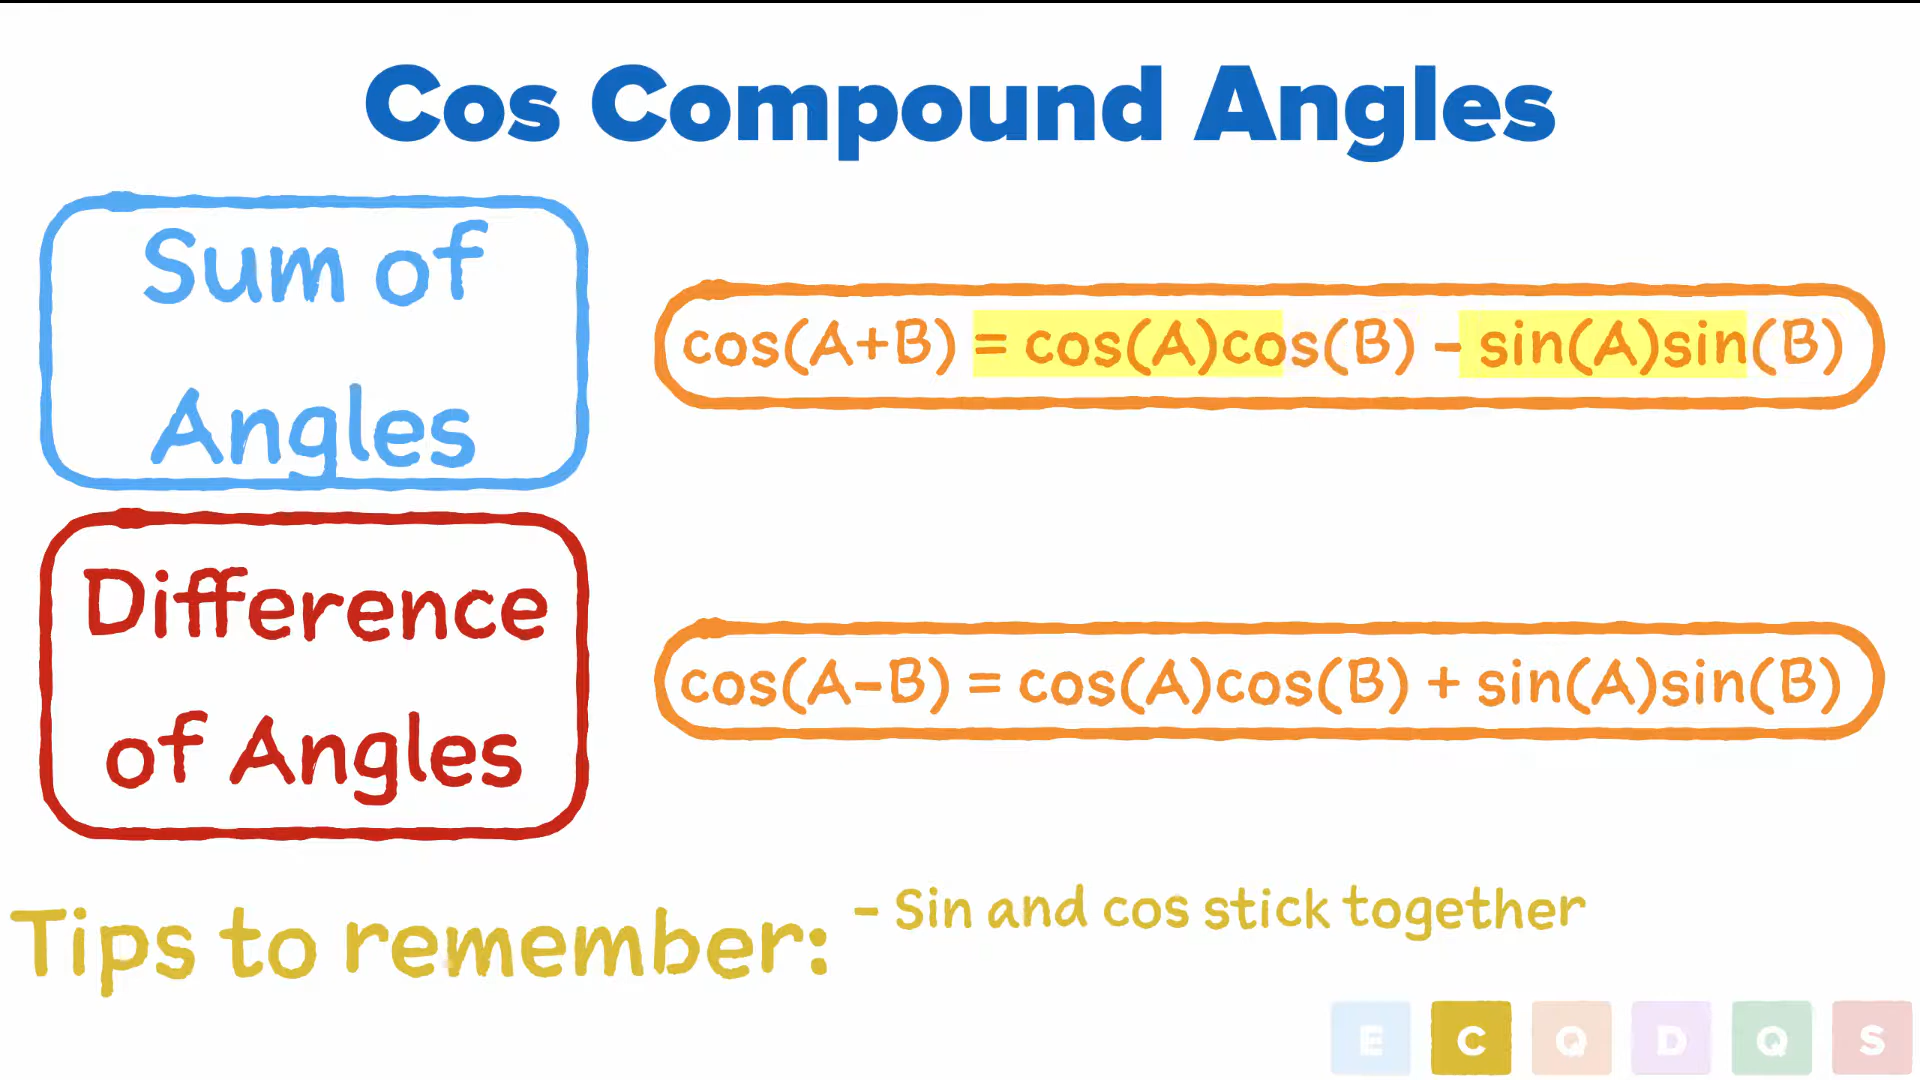 Cos Compound Angles
Sum of
Angles
cos(A+B) = cos(A)cos(B) - sin(A)sin(B)
Difference
of Angles
cos(A-B) = cos(A)cos(B) + sin(A)sin(B)
Tips to remember:
- Sin and cos stick together
E C Q D Q S